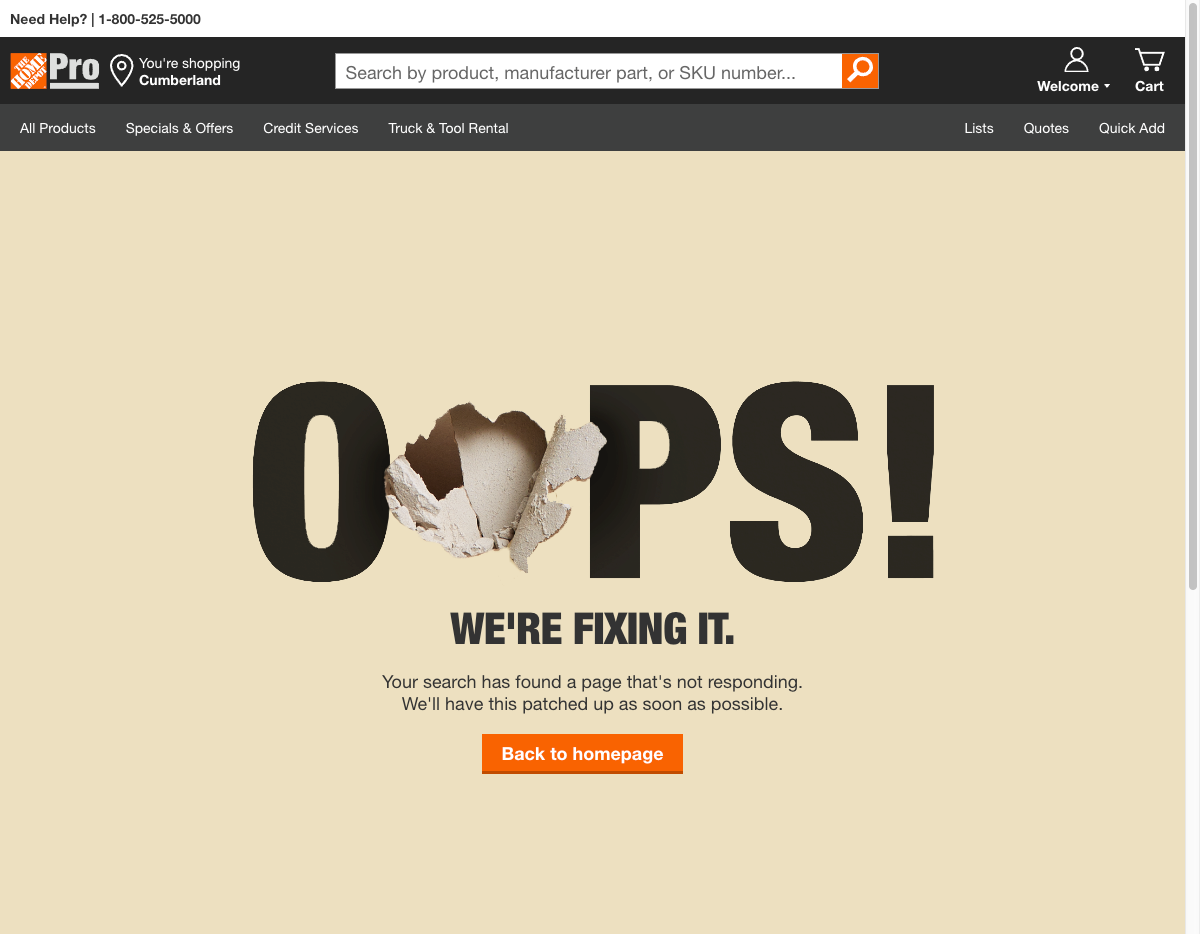 Need Help? | 1-800-525-5000
THE HOME DEPOT Pro
You're shopping
Cumberland
Search by product, manufacturer part, or SKU number...
Welcome
Cart
All Products
Specials & Offers
Credit Services
Truck & Tool Rental
Lists
Quotes
Quick Add
O PS!
WE'RE FIXING IT.
Your search has found a page that's not responding.
We'll have this patched up as soon as possible.
Back to homepage